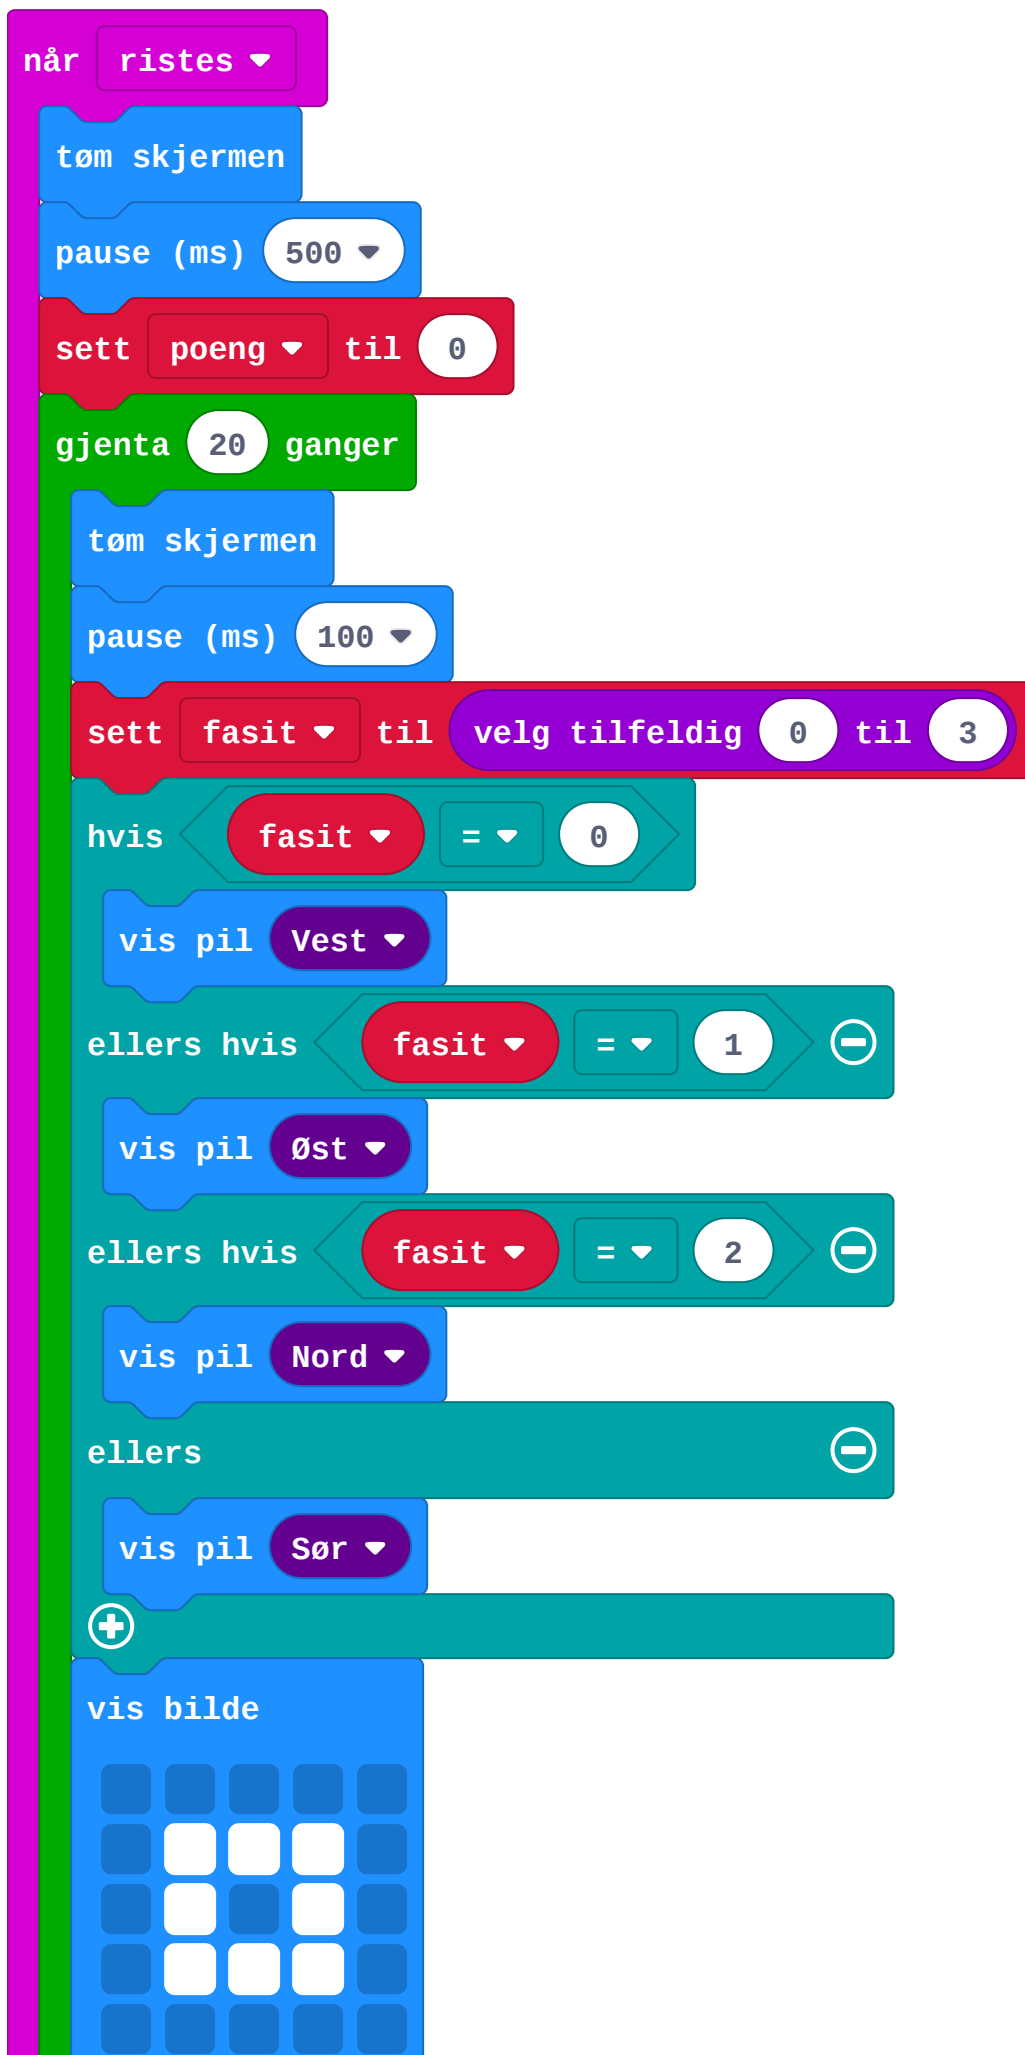 når ristes
tøm skjermen
pause (ms) 500
sett poeng til 0
gjenta 20 ganger
tøm skjermen
pause (ms) 100
sett fasit til velg tilfeldig 0 til 3
hvis fasit = 0
vis pil Vest
ellers hvis fasit = 1
vis pil Øst
ellers hvis fasit = 2
vis pil Nord
ellers
vis pil Sør
vis bilde